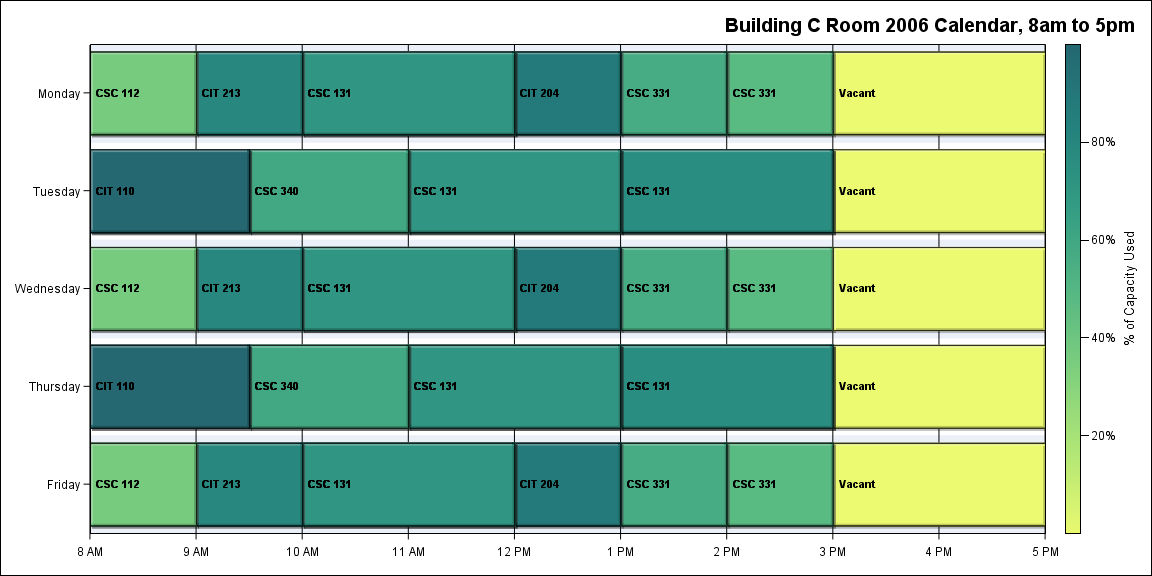 Building C Room 2006 Calendar, 8am to 5pm
Monday
CSC 112
CIT 213
CSC 131
CIT 204
CSC 331
CSC 331
Vacant
Tuesday
CIT 110
CSC 340
CSC 131
CSC 131
Vacant
Wednesday
CSC 112
CIT 213
CSC 131
CIT 204
CSC 331
CSC 331
Vacant
Thursday
CIT 110
CSC 340
CSC 131
CSC 131
Vacant
Friday
CSC 112
CIT 213
CSC 131
CIT 204
CSC 331
CSC 331
Vacant
8 AM
9 AM
10 AM
11 AM
12 PM
1 PM
2 PM
3 PM
4 PM
5 PM
80%
60%
40%
20%
% of Capacity Used